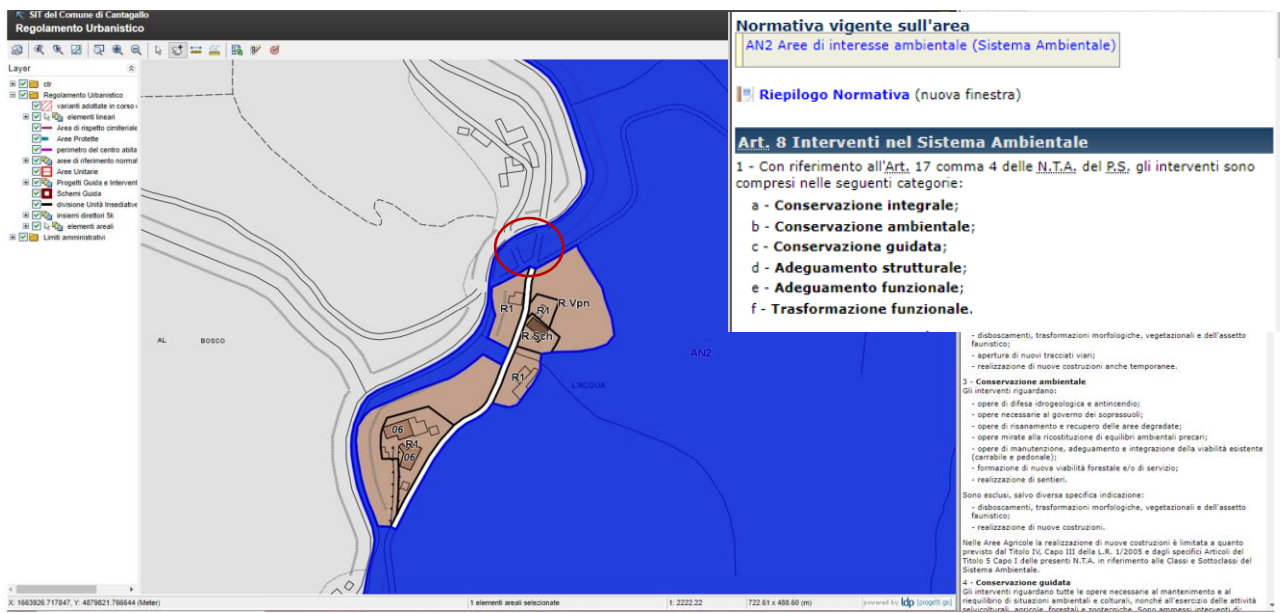 SIT del Comune di Cantagallo
Regolamento Urbanistico
Layer
ctr
Regolamento Urbanistico
varianti adottate in corso
elementi lineari
Area di rispetto cimiteriale
Aree Protette
perimetro del centro abita
aree di riferimento normat
Aree Unitarie
Progetti Guida e Intervent
Schemi Guida
divisione Unità Insediative
insiemi direttori Sk
elementi areali
Limiti amministrativi
R1
R1
R.Vpn
R.Sch
AL BOSCO
AN2
R1
L'ACQUA
06
R1
06
Normativa vigente sull'area
AN2 Aree di interesse ambientale (Sistema Ambientale)
Riepilogo Normativa (nuova finestra)
Art. 8 Interventi nel Sistema Ambientale
1 - Con riferimento all'Art. 17 comma 4 delle N.T.A. del P.S. gli interventi sono
compresi nelle seguenti categorie:
a - Conservazione integrale;
b - Conservazione ambientale;
c - Conservazione guidata;
d - Adeguamento strutturale;
e - Adeguamento funzionale;
f - Trasformazione funzionale.
- disboscamenti, trasformazioni morfologiche, vegetazionali e dell'assetto
faunistico;
- apertura di nuovi tracciati viari;
- realizzazione di nuove costruzioni anche temporanee.
3 - Conservazione ambientale
Gli interventi riguardano:
- opere di difesa idrogeologica e antincendio;
- opere necessarie al governo dei soprassuoli;
- opere di risanamento e recupero delle aree degradate;
- opere mirate alla ricostituzione di equilibri ambientali precari;
- opere di manutenzione, adeguamento e integrazione della viabilità esistente
(carrabile e pedonale);
- formazione di nuova viabilità forestale e/o di servizio;
- realizzazione di sentieri.
Sono esclusi, salvo diversa specifica indicazione:
- disboscamenti, trasformazioni morfologiche, vegetazionali e dell'assetto
faunistico;
- realizzazione di nuove costruzioni.
Nelle Aree Agricole la realizzazione di nuove costruzioni è limitata a quanto
previsto dal Titolo IV, Capo III della L.R. 1/2005 e dagli specifici Articoli del
Titolo 5 Capo I delle presenti N.T.A. in riferimento alle Classi e Sottoclassi del
Sistema Ambientale.
4 - Conservazione guidata
Gli interventi riguardano tutte le opere necessarie al mantenimento e al
riequilibrio di situazioni ambientali e colturali, nonché all'esercizio delle attività
selvicolturali, agricole, forestali e zootecniche. Sono ammessi interventi di
X: 1663926.717847, Y: 4879821.766644 (Meter)
1 elementi areali selezionate
1: 2222.22
722.61 x 488.60 (m)
powered by ldp (progetti gis)